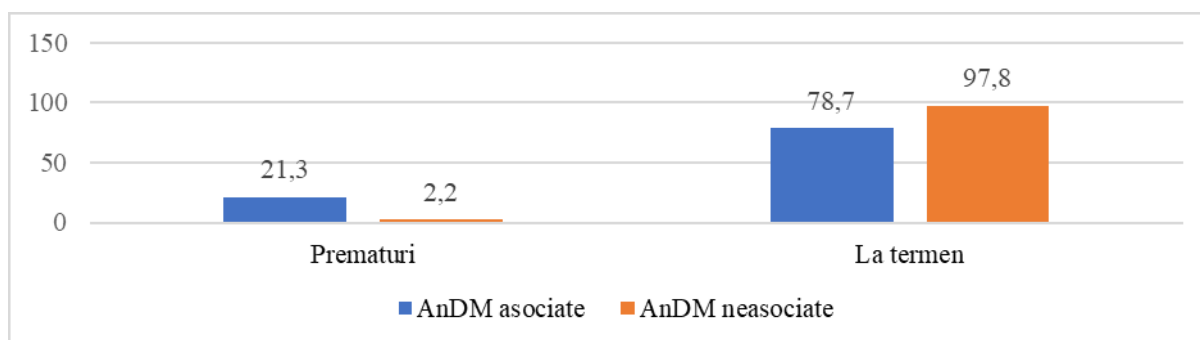 150
97,8
78,7
100
50
21,3
2,2
0
Prematuri
La termen
AnDM asociate
AnDM neasociate